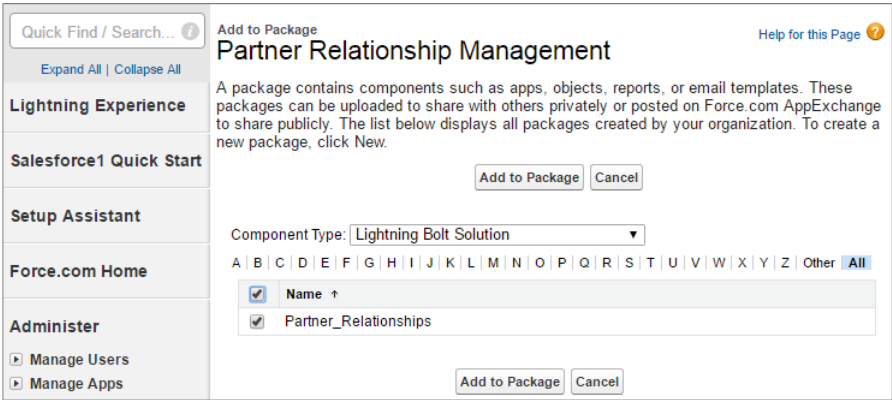 Quick Find / Search...
Expand All | Collapse All
Lightning Experience
Salesforce1 Quick Start
Setup Assistant
Force.com Home
Administer
Manage Users
Manage Apps
Add to Package
Partner Relationship Management
Help for this Page ?
A package contains components such as apps, objects, reports, or email templates. These
packages can be uploaded to share with others privately or posted on Force.com AppExchange
to share publicly. The list below displays all packages created by your organization. To create a
new package, click New.
Add to Package Cancel
Component Type: Lightning Bolt Solution
A | B | C | D | E | F | G | H | I | J | K | L | M | N | O | P | Q | R | S | T | U | V | W | X | Y | Z | Other All
Name ↑
Partner_Relationships
Add to Package Cancel